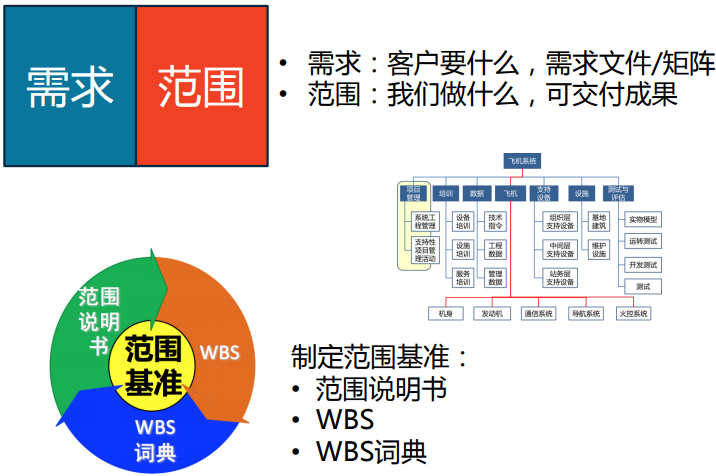 需求 范围
• 需求：客户要什么，需求文件/矩阵
• 范围：我们做什么，可交付成果
飞机系统
项目
管理
培训
数据
飞机
支持
设备
设施
测试与
评估
系统工
程管理
支持性
项目管
理活动
设备
培训
设施
培训
服务
培训
技术
指令
工程
数据
管理
数据
组织层
支持设备
中间层
支持设备
站务层
支持设备
基地
建筑
维护
设施
实物模型
运转测试
开发测试
测试
机身
发动机
通信系统
导航系统
火控系统
范围
说明
书
WBS
范围
基准
WBS
词典
制定范围基准：
• 范围说明书
• WBS
• WBS词典